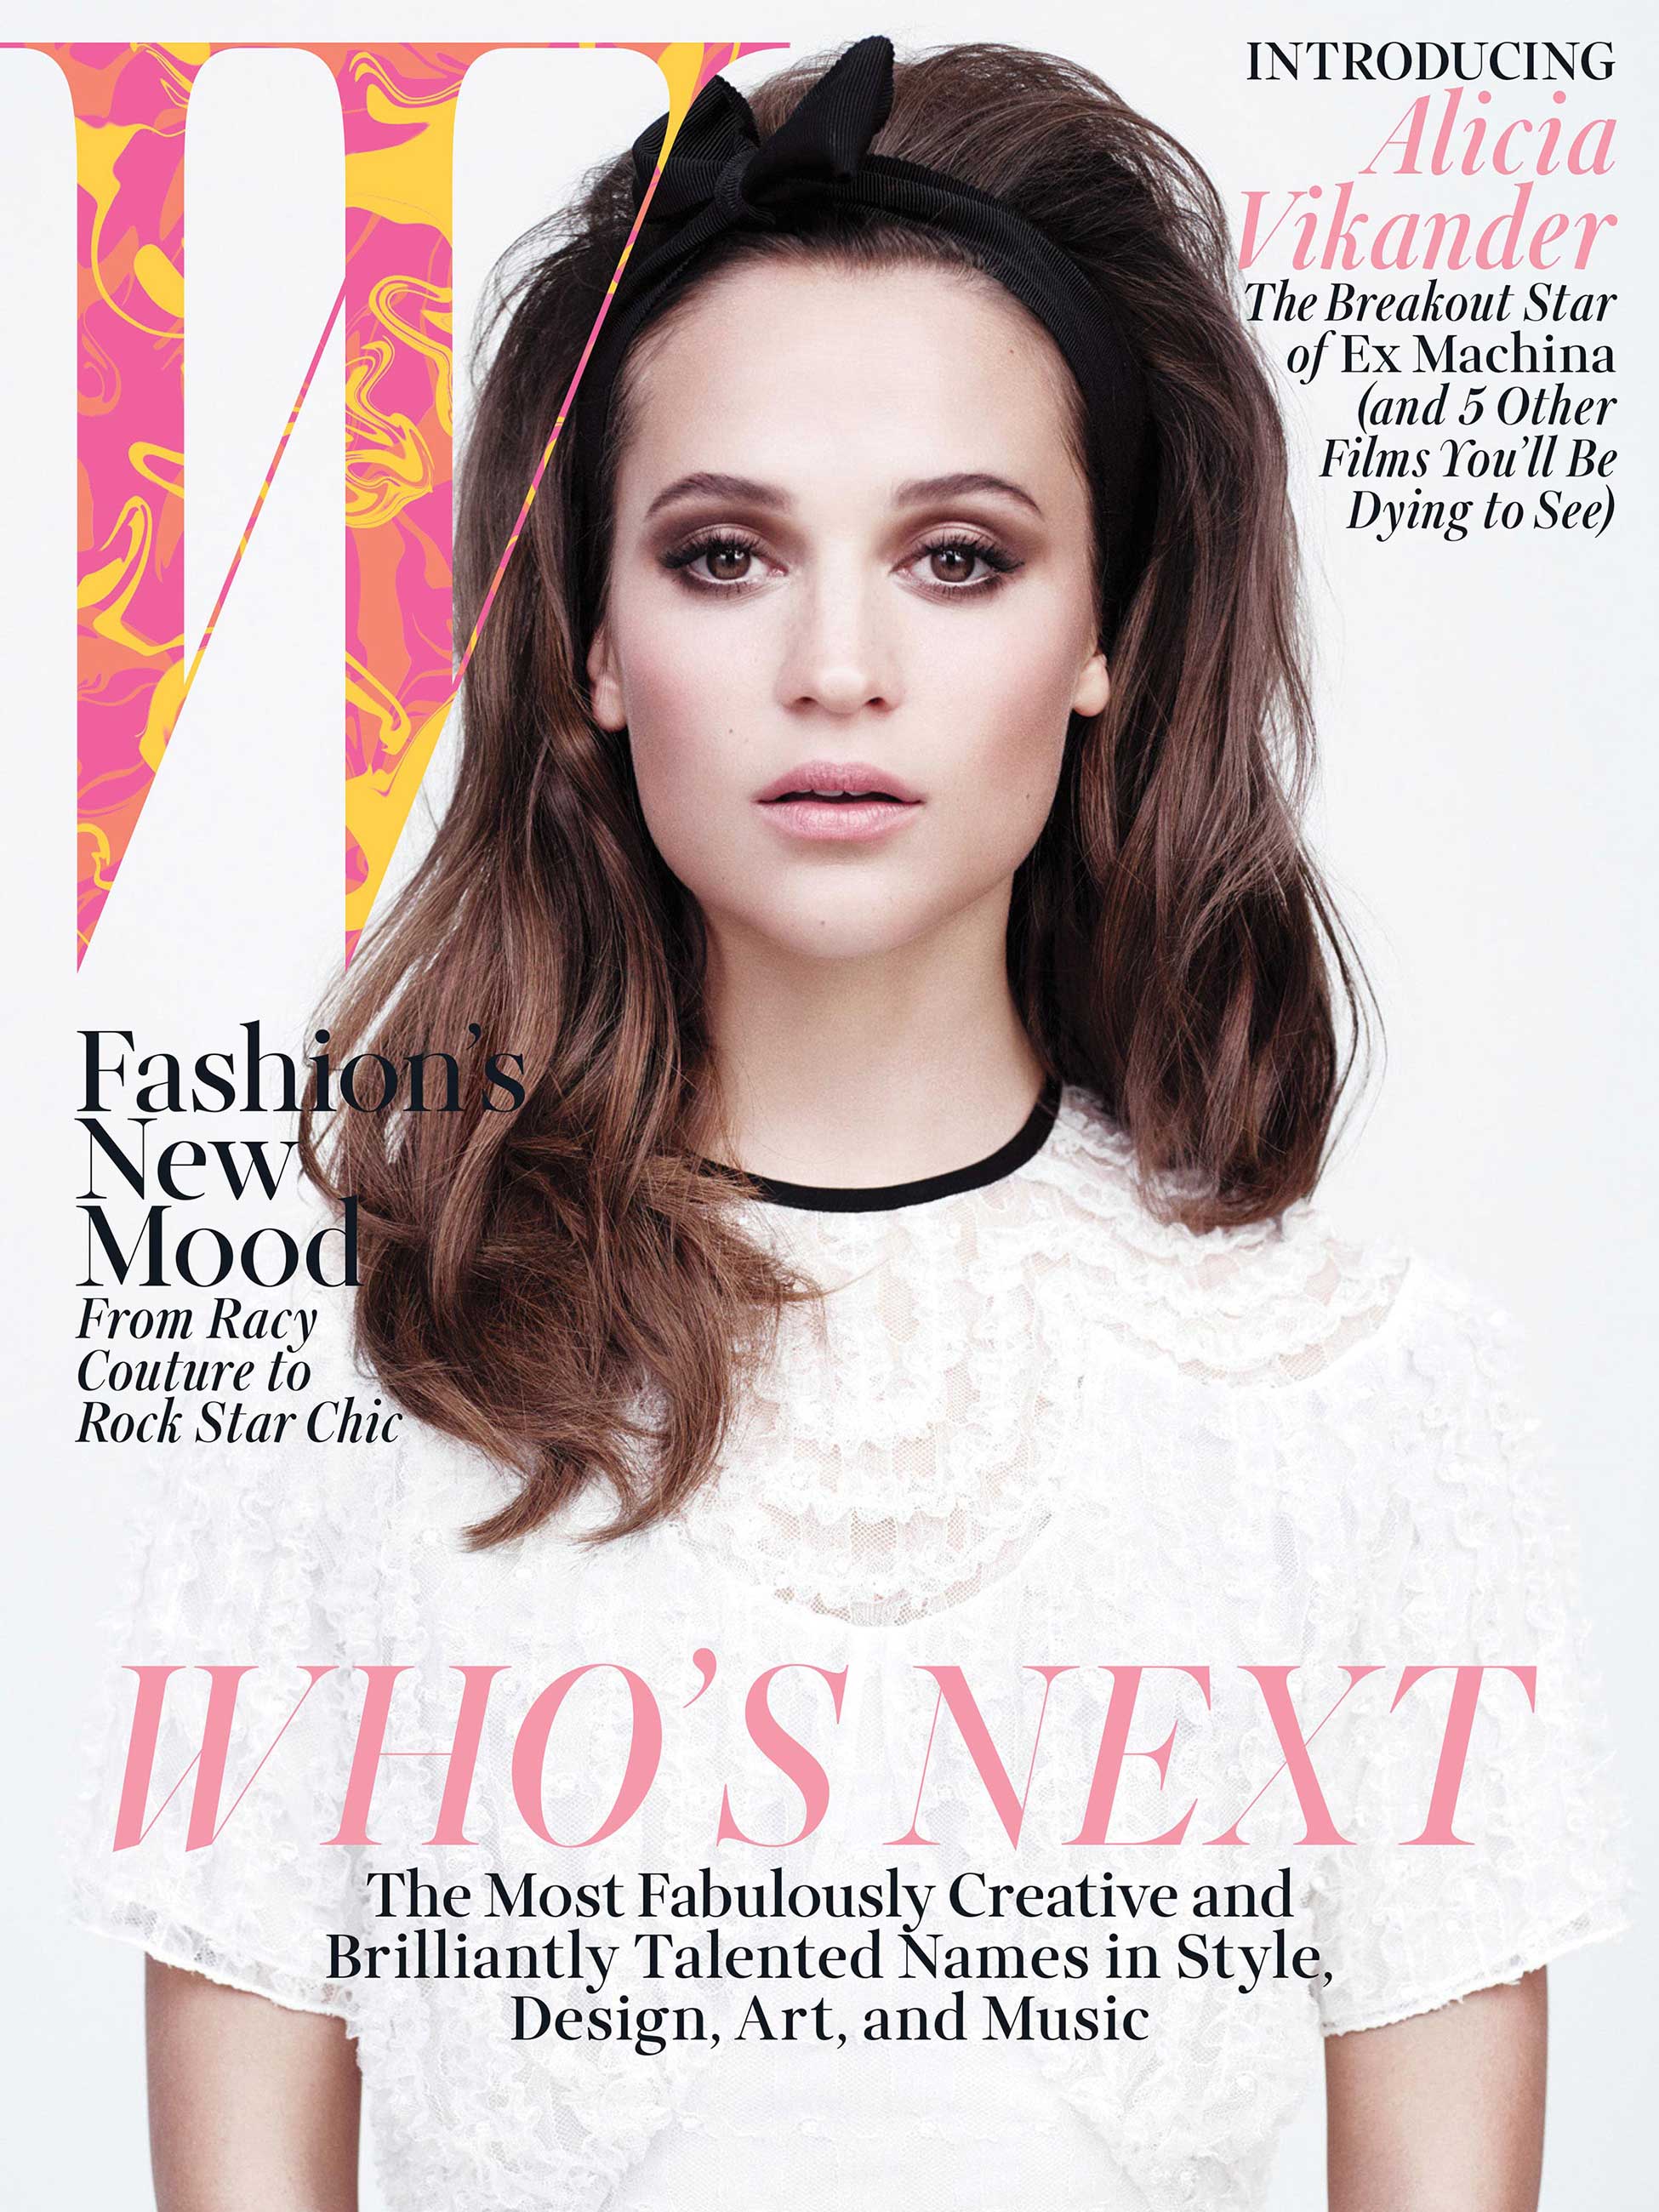 W
INTRODUCING
Alicia
Vikander
The Breakout Star
of Ex Machina
(and 5 Other
Films You'll Be
Dying to See)
Fashion's
New
Mood
From Racy
Couture to
Rock Star Chic
WHO'S NEXT
The Most Fabulously Creative and
Brilliantly Talented Names in Style,
Design, Art, and Music